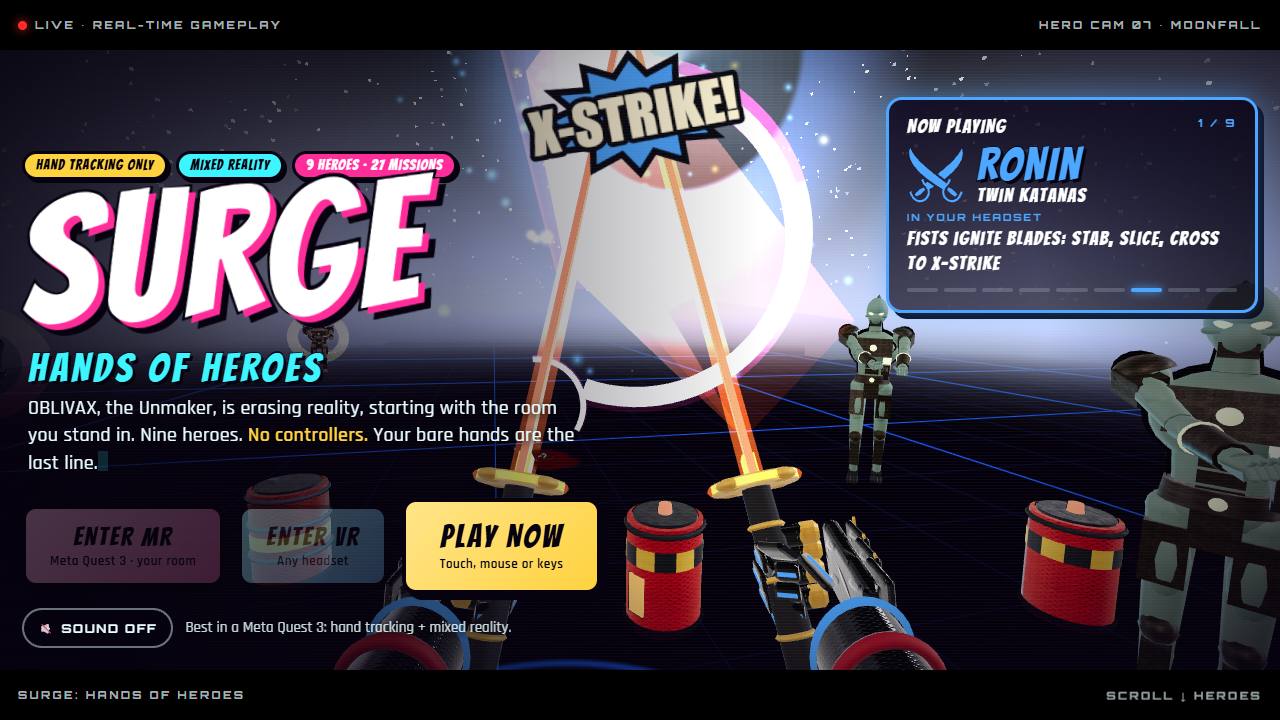 LIVE · REAL-TIME GAMEPLAY
HERO CAM 07 · MOONFALL
X-STRIKE!
HAND TRACKING ONLY
MIXED REALITY
9 HEROES · 27 MISSIONS
SURGE
HANDS OF HEROES
OBLIVAX, the Unmaker, is erasing reality, starting with the room
you stand in. Nine heroes. No controllers. Your bare hands are the
last line.
NOW PLAYING
1 / 9
RONIN
TWIN KATANAS
IN YOUR HEADSET
FISTS IGNITE BLADES: STAB, SLICE, CROSS
TO X-STRIKE
ENTER MR
Meta Quest 3 · your room
ENTER VR
Any headset
PLAY NOW
Touch, mouse or keys
SOUND OFF
Best in a Meta Quest 3: hand tracking + mixed reality.
SURGE: HANDS OF HEROES
SCROLL ↓ HEROES